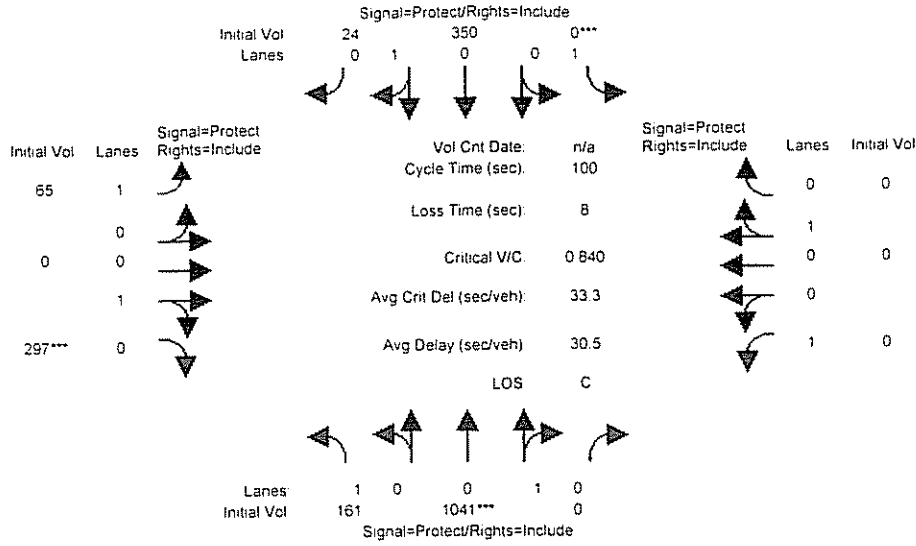 Signal=Protect/Rights=Include
Initial Vol 24 350 0***
Lanes 0 1 0 0 1
Signal=Protect
Rights=Include
Initial Vol Lanes
65 1
0
0 0
1
297*** 0
Vol Cnt Date: n/a
Cycle Time (sec): 100
Loss Time (sec): 8
Critical V/C: 0.840
Avg Crit Del (sec/veh): 33.3
Avg Delay (sec/veh): 30.5
LOS C
Signal=Protect
Rights=Include
Lanes Initial Vol
0 0
1
0 0
0
1 0
Lanes: 1 0 0 1 0
Initial Vol 161 1041*** 0
Signal=Protect/Rights=Include